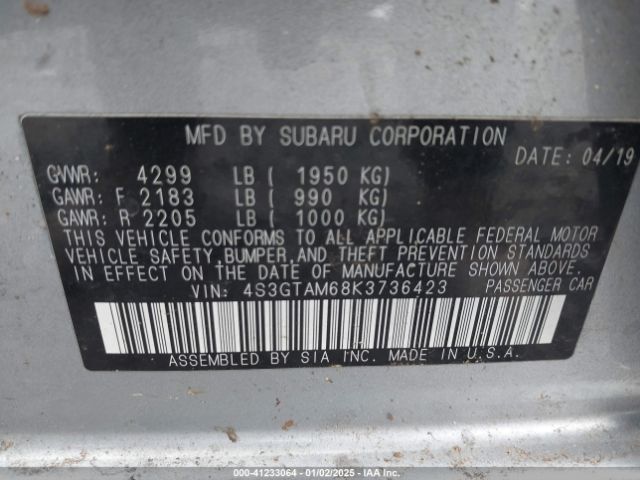 MFD BY SUBARU CORPORATION
DATE: 04/19
GVWR: 4299 LB ( 1950 KG)
GAWR: F 2183 LB ( 990 KG)
GAWR: R 2205 LB ( 1000 KG)
THIS VEHICLE CONFORMS TO ALL APPLICABLE FEDERAL MOTOR
VEHICLE SAFETY, BUMPER, AND THEFT PREVENTION STANDARDS
IN EFFECT ON THE DATE OF MANUFACTURE SHOWN ABOVE.
VIN: 4S3GTAM68K3736423 PASSENGER CAR
ASSEMBLED BY SIA INC. MADE IN U.S.A.
000-41233064 - 01/02/2025 - IAA Inc.